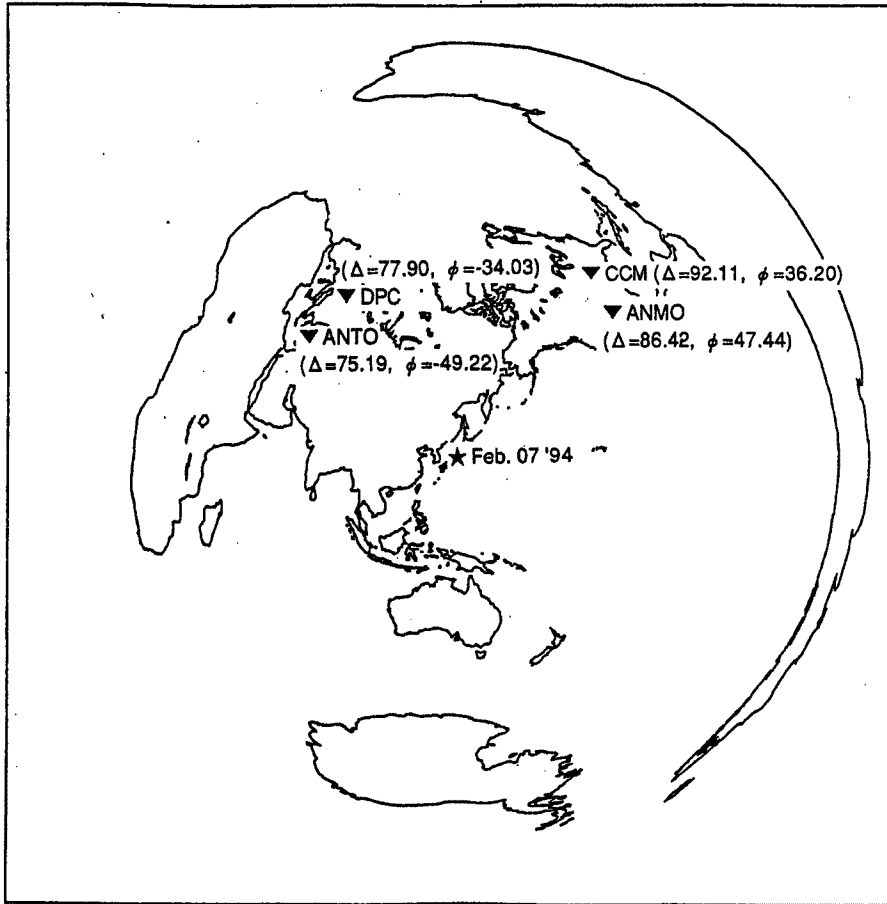 (Δ=77.90, φ=-34.03)
▼ DPC
▼ CCM (Δ=92.11, φ=36.20)
▼ ANMO
(Δ=86.42, φ=47.44)
▼ ANTO
(Δ=75.19, φ=-49.22)
★ Feb. 07 '94